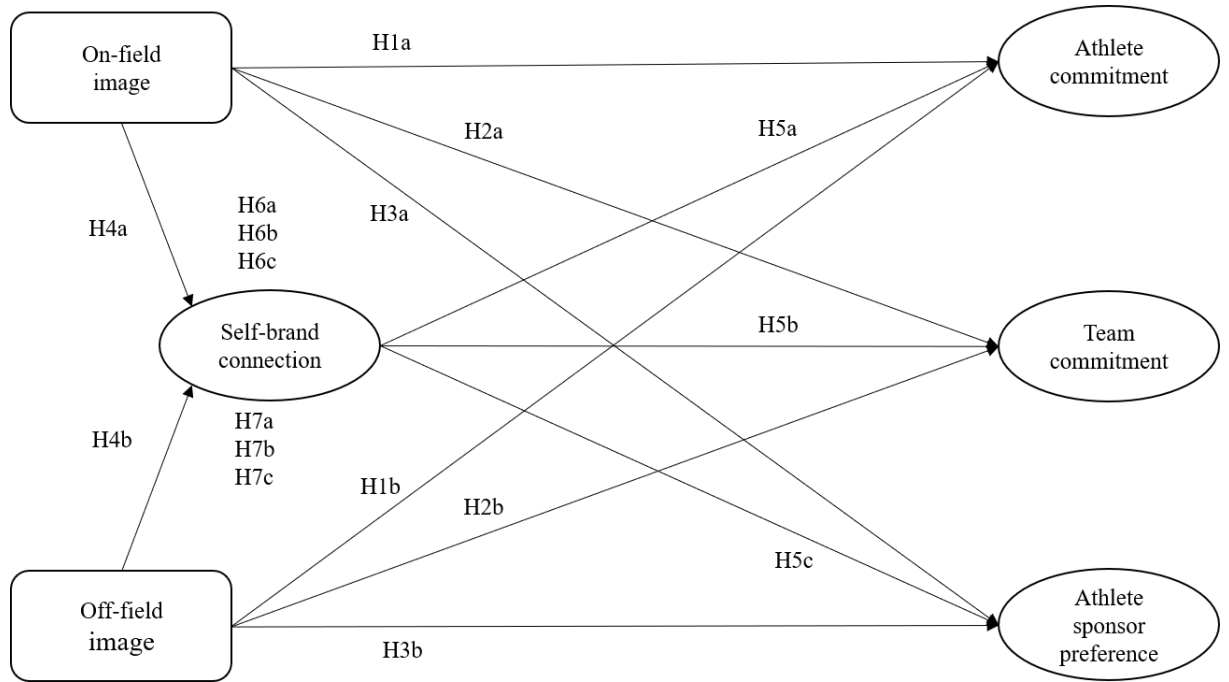 On-field
image
H1a
Athlete
commitment
H2a
H5a
H3a
H4a
H6a
H6b
H6c
Self-brand
connection
H5b
Team
commitment
H4b
H7a
H7b
H7c
H1b
H2b
H5c
Off-field
image
H3b
Athlete
sponsor
preference